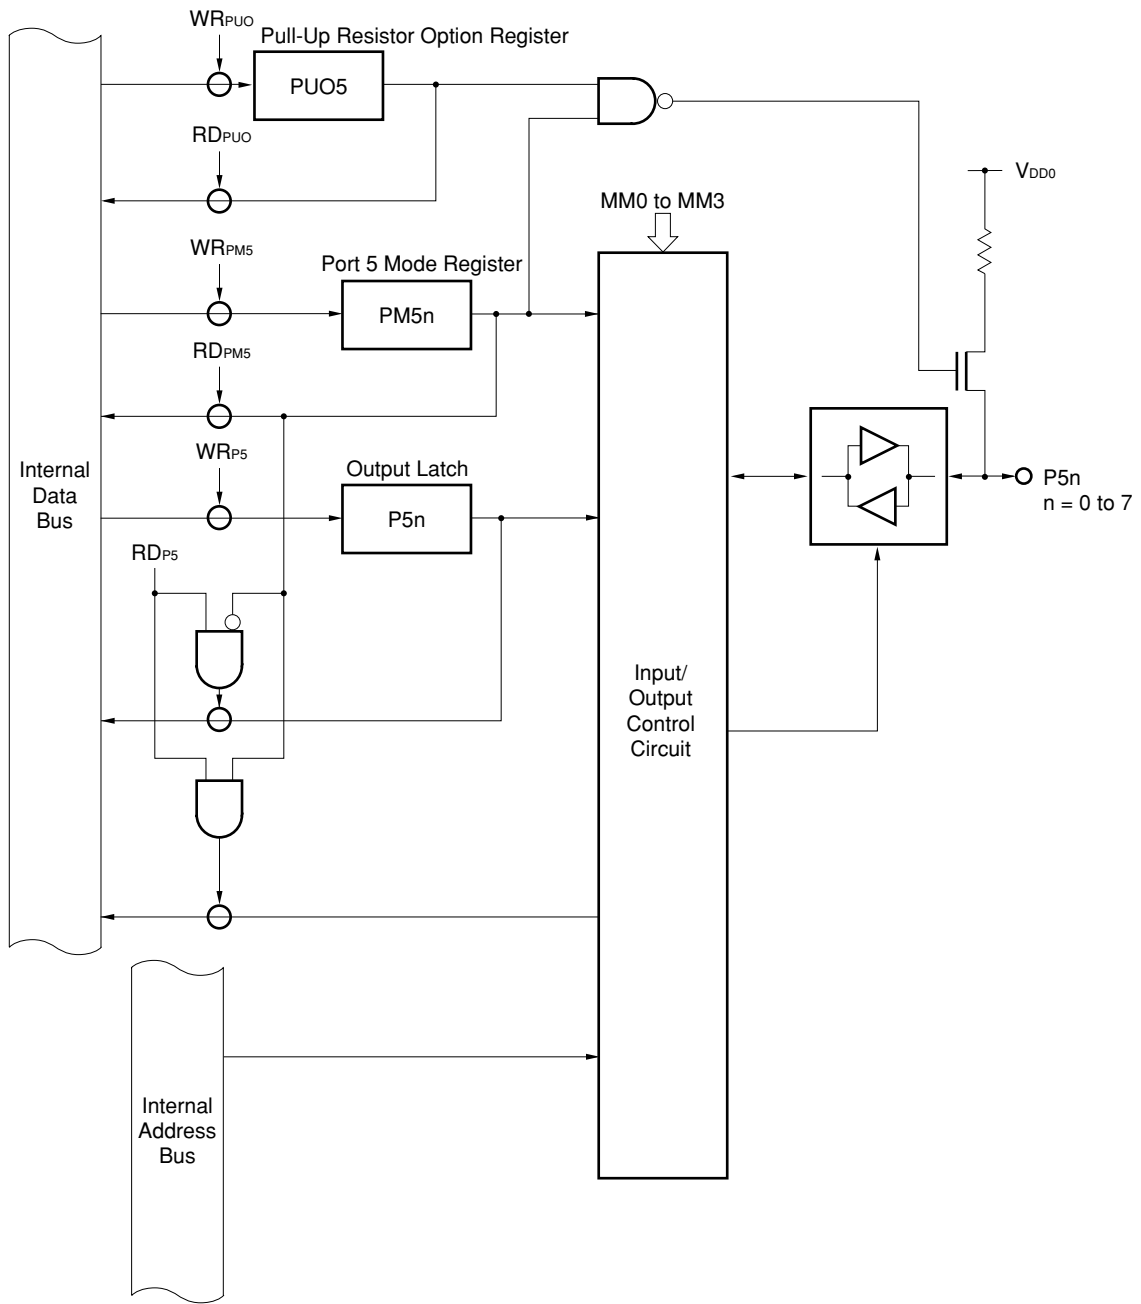 WRPUO
Pull-Up Resistor Option Register
PUO5
RDPUO
VDD0
MM0 to MM3
WRPM5
Port 5 Mode Register
PM5n
RDPM5
WRP5
Output Latch
P5n
Internal
Data
Bus
P5n
n = 0 to 7
RDP5
Input/
Output
Control
Circuit
Internal
Address
Bus